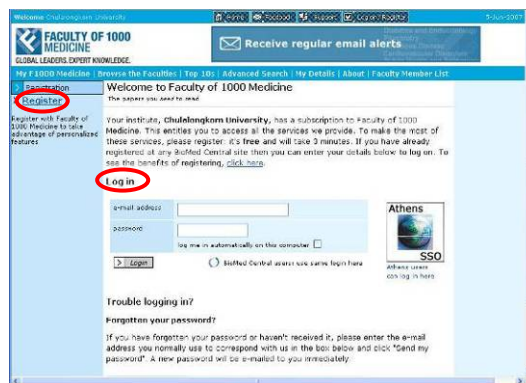 Welcome Chulalongkorn University
Home Feedback Support Log on/Register
5-Jun-2007
FACULTY OF 1000
MEDICINE
GLOBAL LEADERS. EXPERT KNOWLEDGE.
Receive regular email alerts
My F1000 Medicine | Browse the Faculties | Top 10s | Advanced Search | My Details | About | Faculty Member List
Registration
Register
Register with Faculty of
1000 Medicine to take
advantage of personalized
features
Welcome to Faculty of 1000 Medicine
The papers you need to read
Your institute, Chulalongkorn University, has a subscription to Faculty of 1000
Medicine. This entitles you to access all the services we provide. To make the most of
these services, please register: it's free and will take 3 minutes. If you have already
registered at any BioMed Central site then you can enter your details below to log on. To
see the benefits of registering, click here.
Log in
e-mail address
password
log me in automatically on this computer
Login
BioMed Central users: use same login here
Athens
SSO
Athens users
can log in here
Trouble logging in?
Forgotten your password?
If you have forgotten your password or haven't received it, please enter the e-mail
address you normally use to correspond with us in the box below and click "Send my
password". A new password will be e-mailed to you immediately